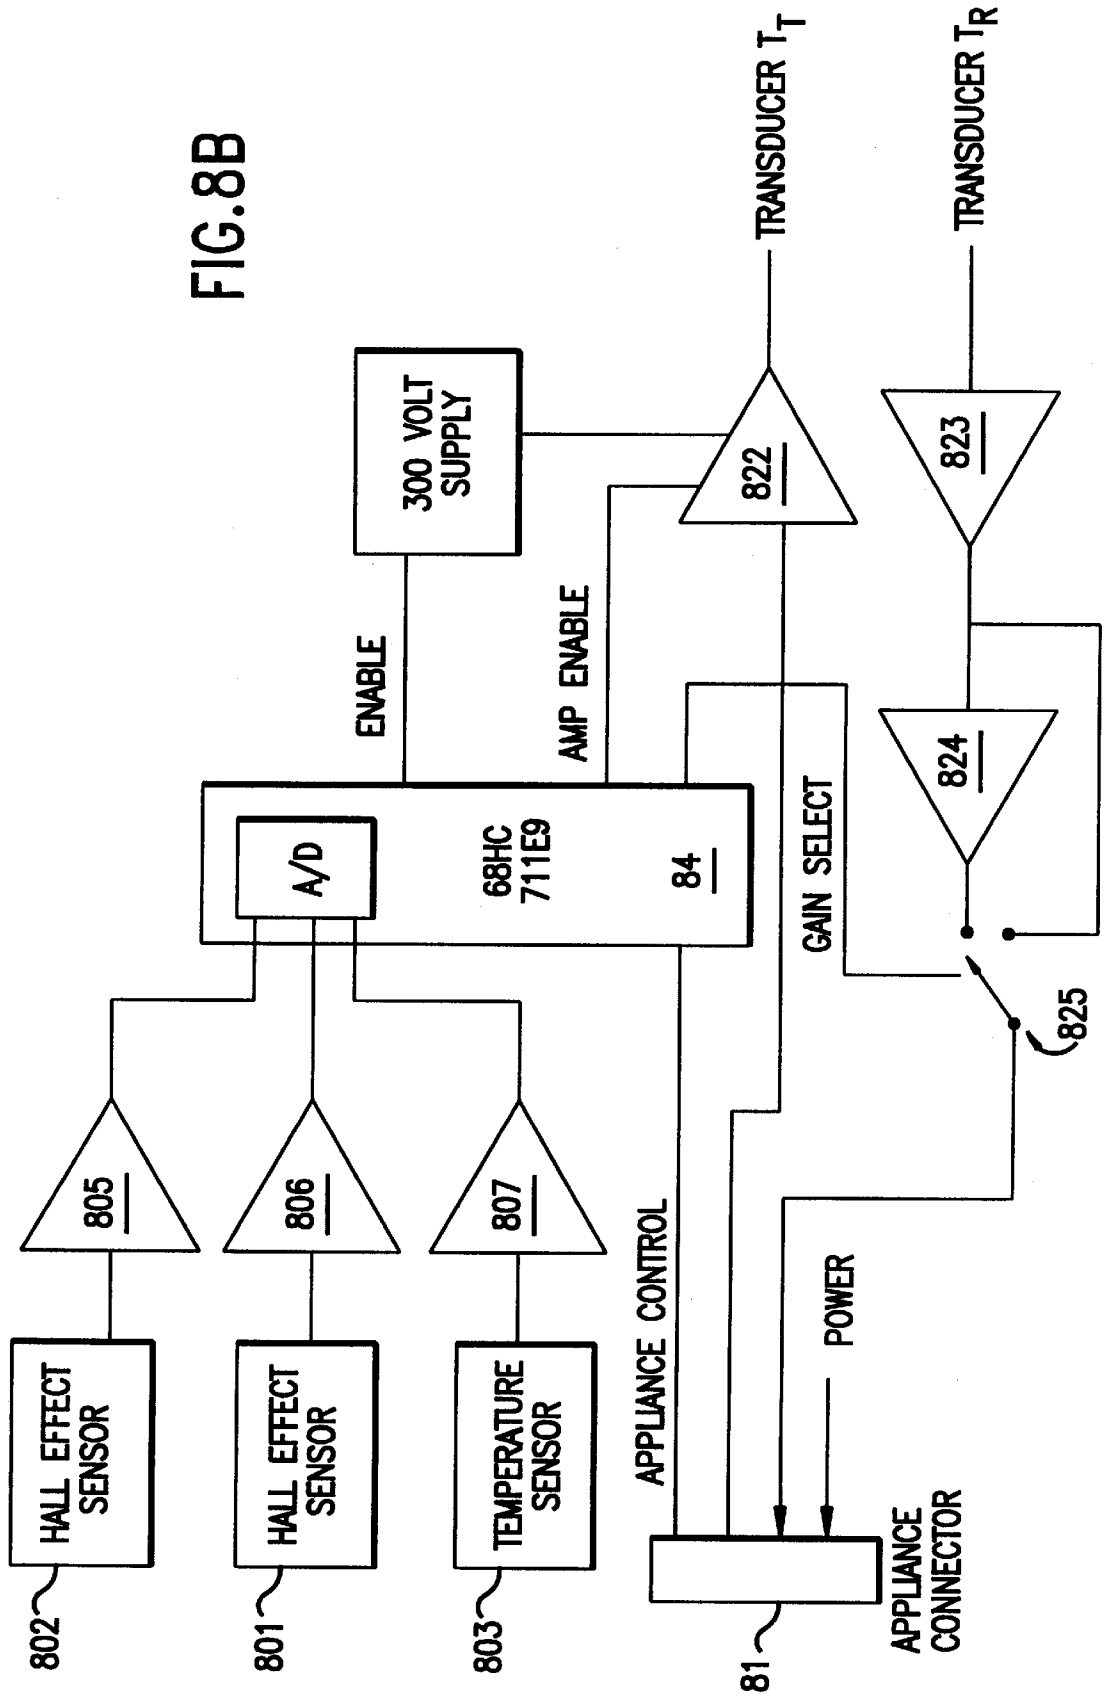 FIG.8B
802
HALL EFFECT
SENSOR
805
801
HALL EFFECT
SENSOR
806
803
TEMPERATURE
SENSOR
807
A/D
68HC
711E9
84
ENABLE
300 VOLT
SUPPLY
AMP ENABLE
822
TRANSDUCER T_T
APPLIANCE CONTROL
GAIN SELECT
81
APPLIANCE
CONNECTOR
POWER
825
824
823
TRANSDUCER T_R